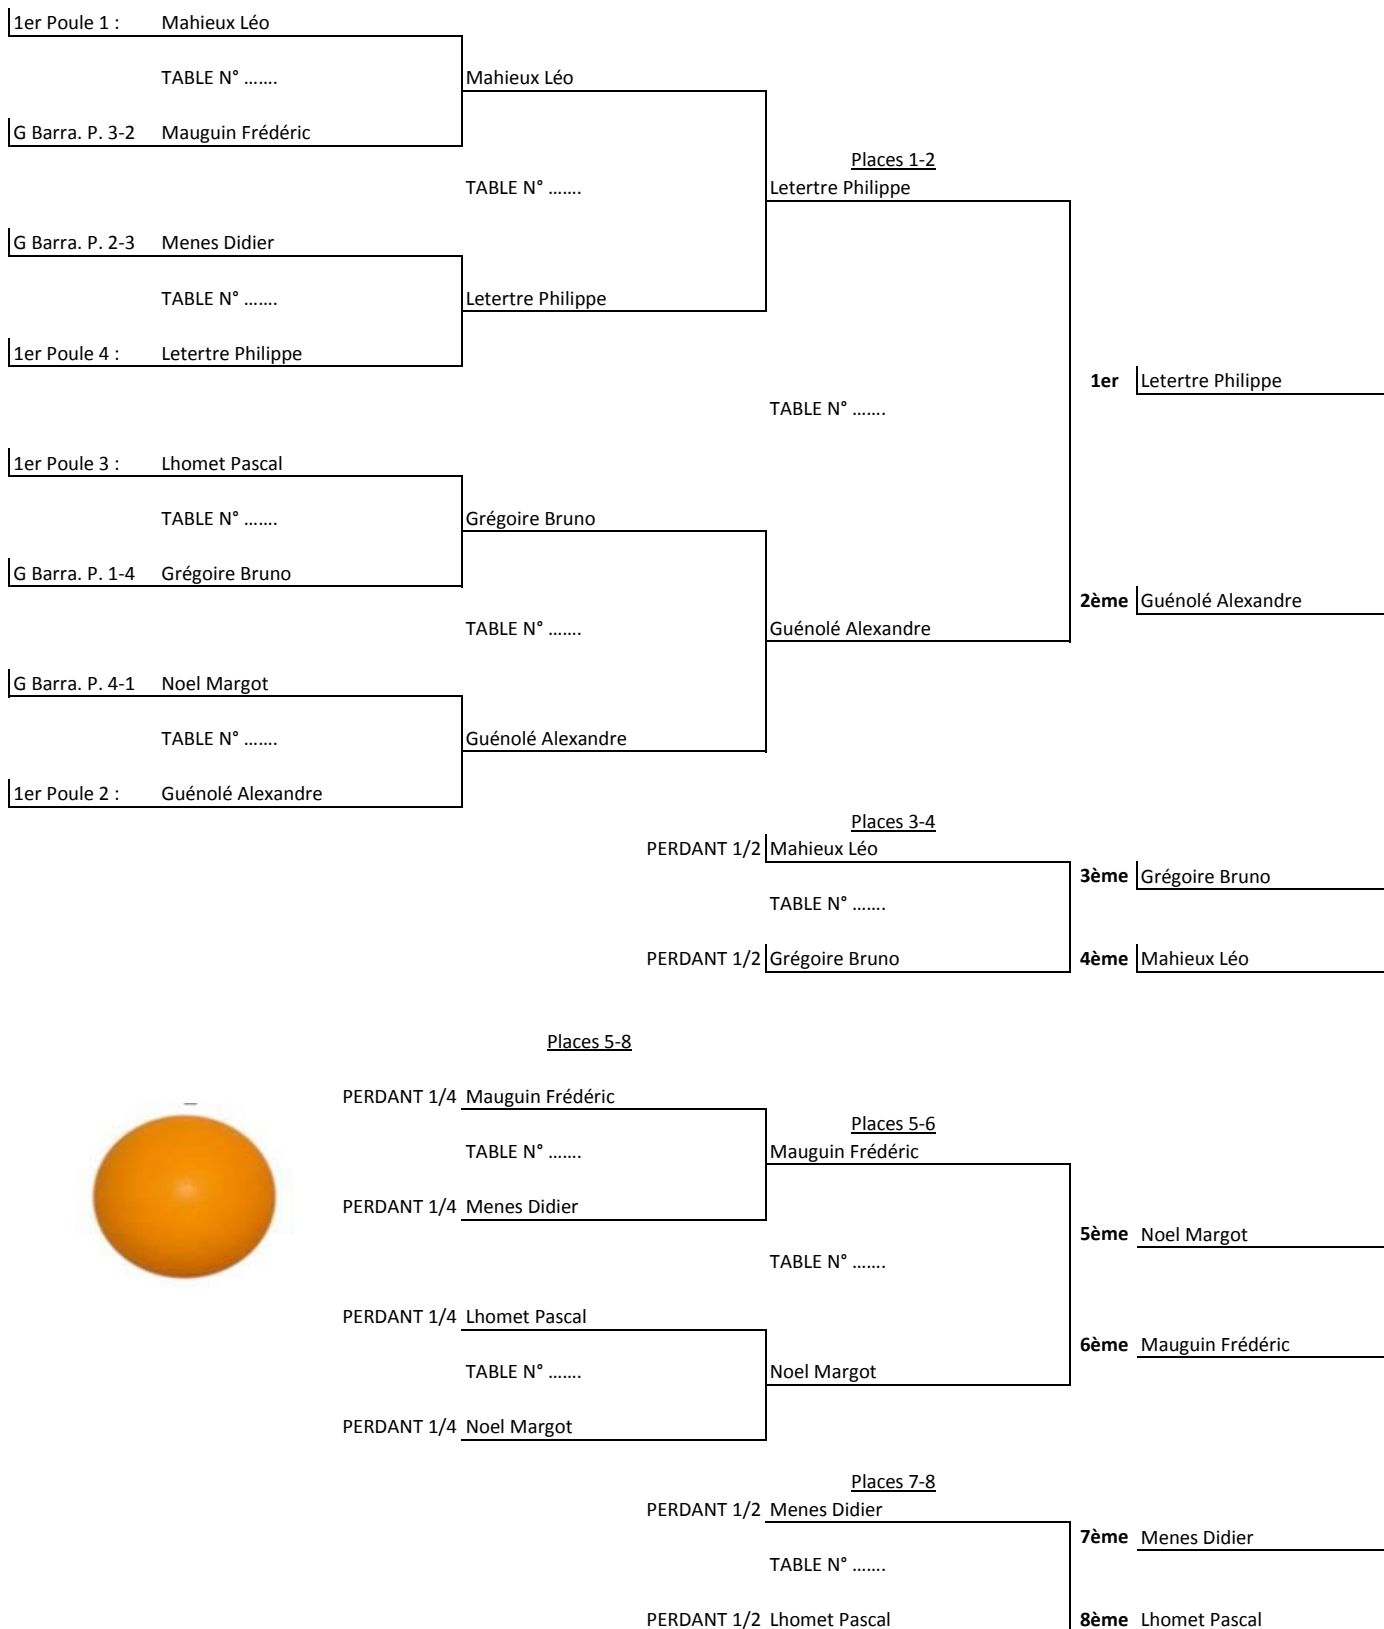 1er Poule 1 : Mahieux Léo
TABLE N° ....... Mahieux Léo
G Barra. P. 3-2 Mauguin Frédéric
Places 1-2
TABLE N° ....... Letertre Philippe
G Barra. P. 2-3 Menes Didier
TABLE N° ....... Letertre Philippe
1er Poule 4 : Letertre Philippe
1er Letertre Philippe
TABLE N° .......
1er Poule 3 : Lhomet Pascal
TABLE N° ....... Grégoire Bruno
G Barra. P. 1-4 Grégoire Bruno
2ème Guénolé Alexandre
TABLE N° ....... Guénolé Alexandre
G Barra. P. 4-1 Noel Margot
TABLE N° ....... Guénolé Alexandre
1er Poule 2 : Guénolé Alexandre
Places 3-4
PERDANT 1/2 Mahieux Léo
3ème Grégoire Bruno
TABLE N° .......
PERDANT 1/2 Grégoire Bruno 4ème Mahieux Léo
Places 5-8
PERDANT 1/4 Mauguin Frédéric
Places 5-6
TABLE N° ....... Mauguin Frédéric
PERDANT 1/4 Menes Didier
5ème Noel Margot
TABLE N° .......
PERDANT 1/4 Lhomet Pascal
6ème Mauguin Frédéric
TABLE N° ....... Noel Margot
PERDANT 1/4 Noel Margot
Places 7-8
PERDANT 1/2 Menes Didier
7ème Menes Didier
TABLE N° .......
PERDANT 1/2 Lhomet Pascal 8ème Lhomet Pascal